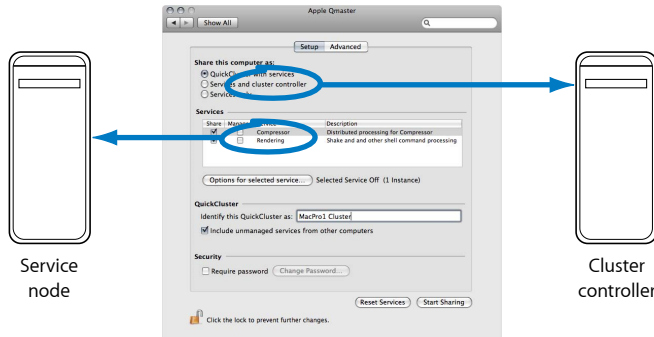 Apple Qmaster
Show All
Setup Advanced
Share this computer as:
QuickCluster with services
Services and cluster controller
Services only
Services
Share Managed Service Description
Compressor Distributed processing for Compressor
Rendering Shake and and other shell command processing
Options for selected service... Selected Service Off (1 Instance)
QuickCluster
Identify this QuickCluster as: MacPro1 Cluster
Include unmanaged services from other computers
Security
Require password Change Password...
Reset Services Start Sharing
Click the lock to prevent further changes.
Service
node
Cluster
controller